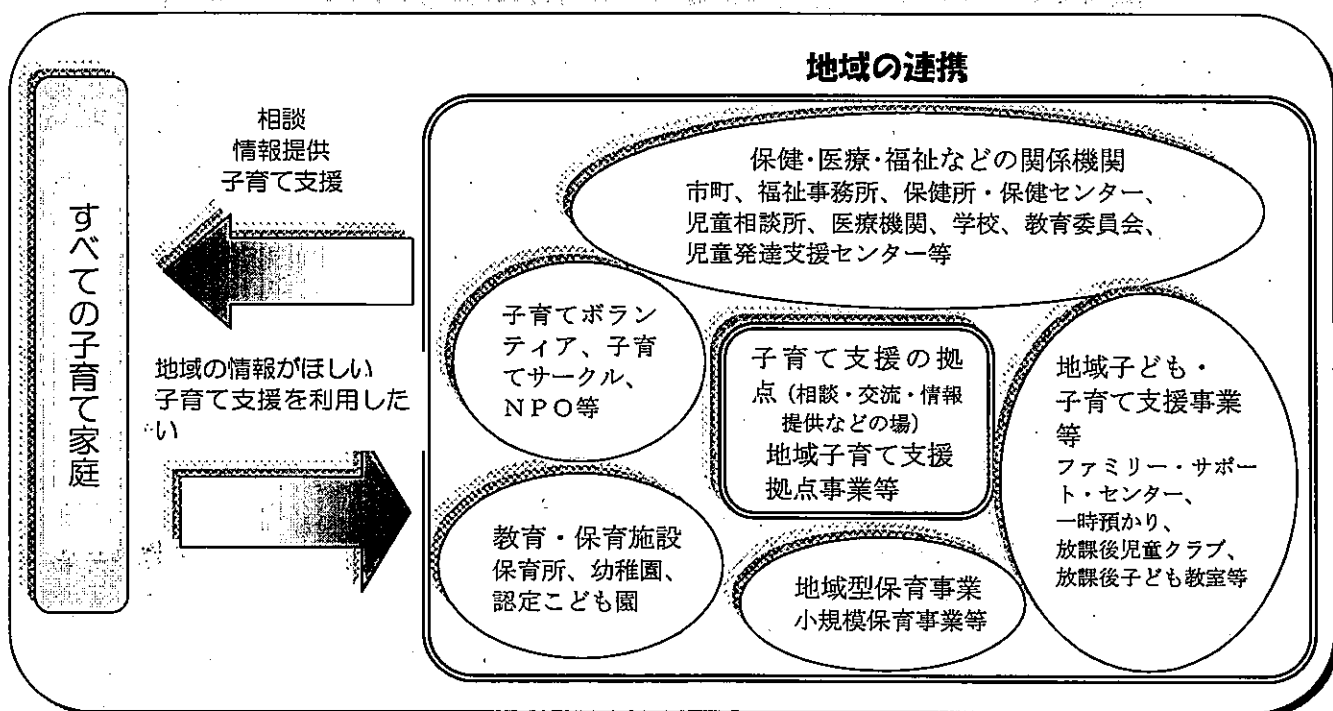 地域の連携
すべての子育て家庭
相談
情報提供
子育て支援
地域の情報がほしい
子育て支援を利用した
い
保健・医療・福祉などの関係機関
市町、福祉事務所、保健所・保健センター、
児童相談所、医療機関、学校、教育委員会、
児童発達支援センター等
子育てボラン
ティア、子育
てサークル、
NPO等
子育て支援の拠
点（相談・交流・情報
提供などの場）
地域子育て支援
拠点事業等
地域子ども・
子育て支援事業
等
ファミリー・サポー
ト・センター、
一時預かり、
放課後児童クラブ、
放課後子ども教室等
教育・保育施設
保育所、幼稚園、
認定こども園
地域型保育事業
小規模保育事業等